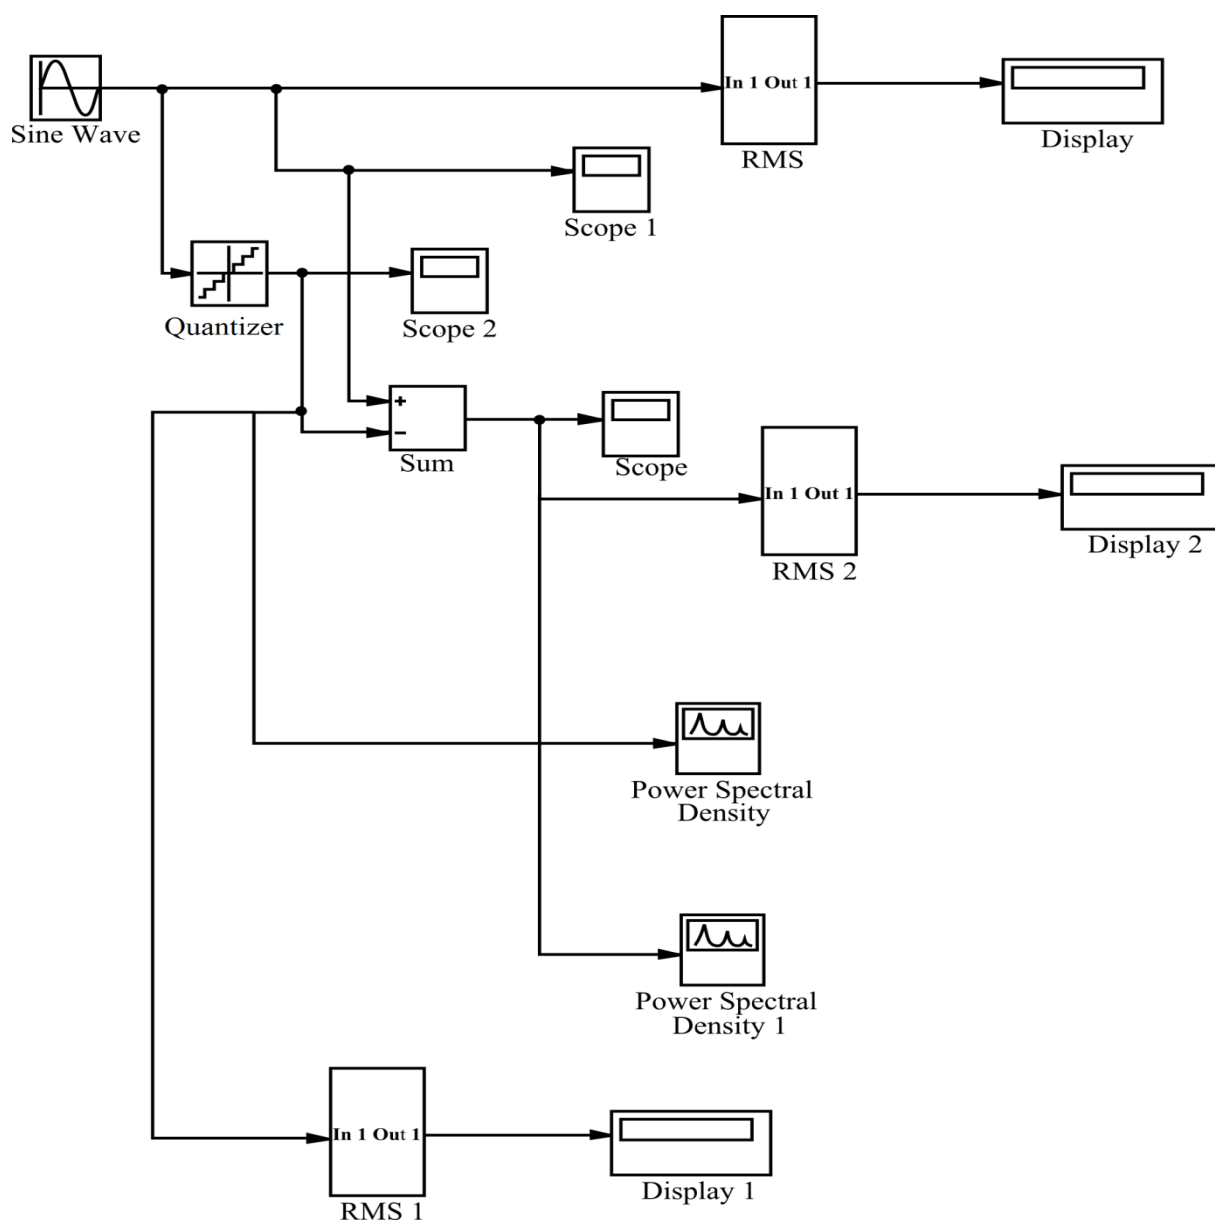 In 1 Out 1
Sine Wave
Display
RMS
Scope 1
Quantizer
Scope 2
+
−
Sum
Scope
In 1 Out 1
Display 2
RMS 2
Power Spectral
Density
Power Spectral
Density 1
In 1 Out 1
Display 1
RMS 1